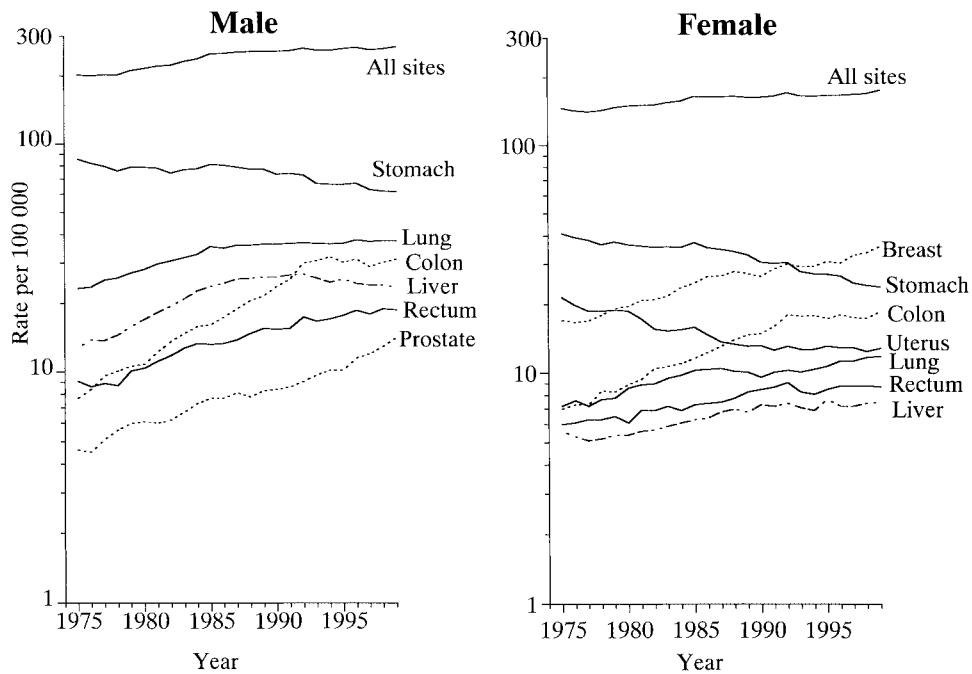 Male
300
100
10
1
Rate per 100 000
All sites
Stomach
Lung
Colon
Liver
Rectum
Prostate
1975 1980 1985 1990 1995
Year
Female
300
100
10
1
All sites
Breast
Stomach
Colon
Uterus
Lung
Rectum
Liver
1975 1980 1985 1990 1995
Year